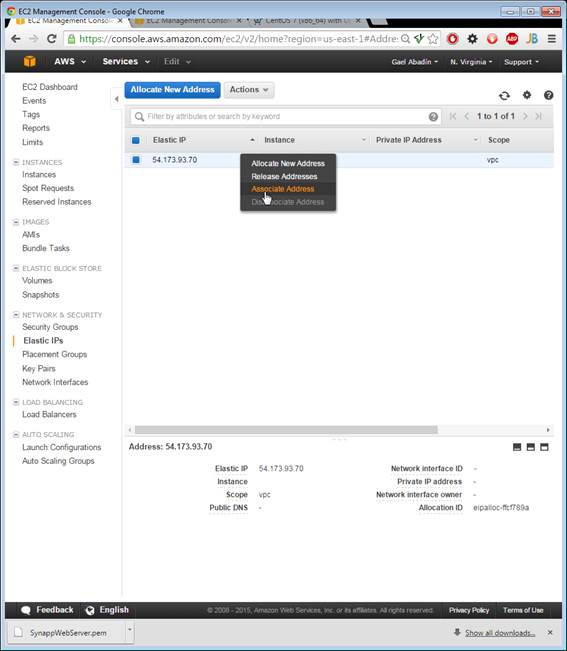 EC2 Management Console - Google Chrome
EC2 Management Con
EC2 Management Con
CentOS 7 (x86_64) with U
https://console.aws.amazon.com/ec2/v2/home?region=us-east-1#Addre
AWS Services Edit Gael Abadín N. Virginia Support
EC2 Dashboard
Events
Tags
Reports
Limits
INSTANCES
Instances
Spot Requests
Reserved Instances
IMAGES
AMIs
Bundle Tasks
ELASTIC BLOCK STORE
Volumes
Snapshots
NETWORK & SECURITY
Security Groups
Elastic IPs
Placement Groups
Key Pairs
Network Interfaces
LOAD BALANCING
Load Balancers
AUTO SCALING
Launch Configurations
Auto Scaling Groups
Allocate New Address Actions
Filter by attributes or search by keyword 1 to 1 of 1
Elastic IP Instance Private IP Address Scope
54.173.93.70 vpc
Allocate New Address
Release Addresses
Associate Address
Disassociate Address
Address: 54.173.93.70
Elastic IP 54.173.93.70 Network interface ID -
Instance Private IP address -
Scope vpc Network interface owner -
Public DNS - Allocation ID eipalloc-ffcf789a
Feedback English © 2008 - 2015, Amazon Web Services, Inc. or its affiliates. All rights reserved. Privacy Policy Terms of Use
SynappWebServer.pem Show all downloads...